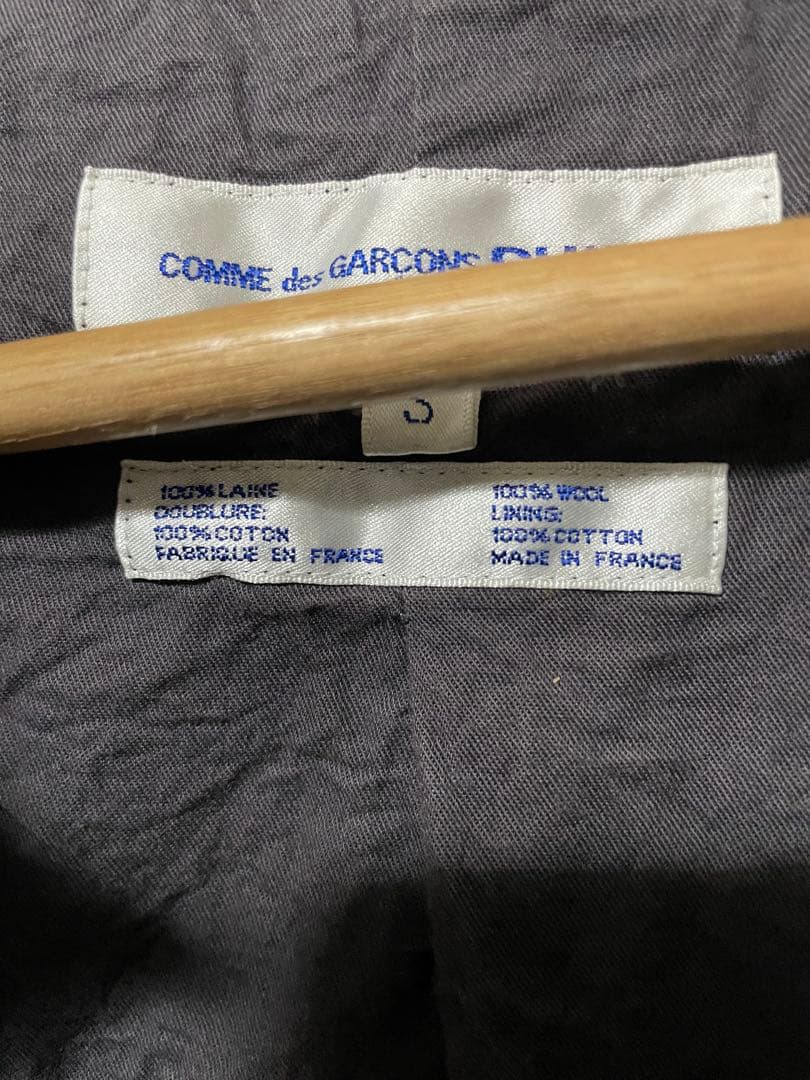 COMME des GARCONS
100% LAINE
DOUBLURE:
100% COTON
FABRIQUE EN FRANCE
100% WOOL
LINING:
100% COTTON
MADE IN FRANCE